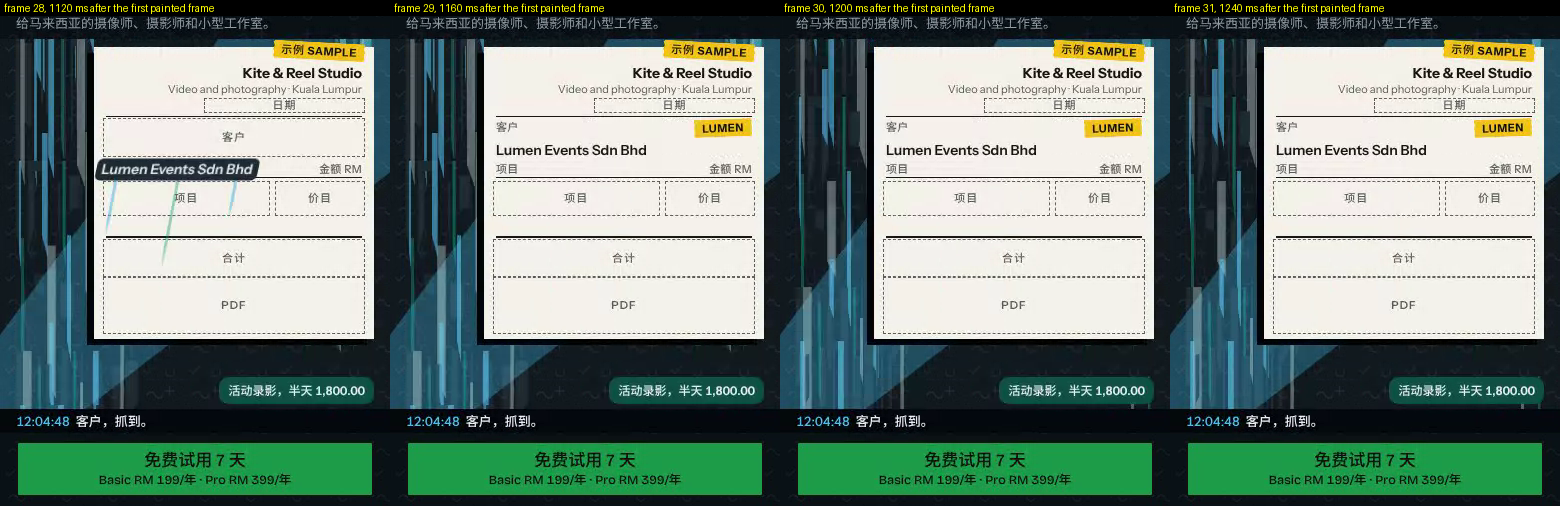 frame 28, 1120 ms after the first painted frame
给马来西亚的摄像师、摄影师和小型工作室。
示例 SAMPLE
Kite & Reel Studio
Video and photography · Kuala Lumpur
日期
客户
Lumen Events Sdn Bhd
金额 RM
项目
价目
合计
PDF
活动录影，半天 1,800.00
12:04:48 客户，抓到。
免费试用 7 天
Basic RM 199/年 · Pro RM 399/年
frame 29, 1160 ms after the first painted frame
给马来西亚的摄像师、摄影师和小型工作室。
示例 SAMPLE
Kite & Reel Studio
Video and photography · Kuala Lumpur
日期
客户
LUMEN
Lumen Events Sdn Bhd
项目 金额 RM
项目
价目
合计
PDF
活动录影，半天 1,800.00
12:04:48 客户，抓到。
免费试用 7 天
Basic RM 199/年 · Pro RM 399/年
frame 30, 1200 ms after the first painted frame
给马来西亚的摄像师、摄影师和小型工作室。
示例 SAMPLE
Kite & Reel Studio
Video and photography · Kuala Lumpur
日期
客户
LUMEN
Lumen Events Sdn Bhd
项目 金额 RM
项目
价目
合计
PDF
活动录影，半天 1,800.00
12:04:48 客户，抓到。
免费试用 7 天
Basic RM 199/年 · Pro RM 399/年
frame 31, 1240 ms after the first painted frame
给马来西亚的摄像师、摄影师和小型工作室。
示例 SAMPLE
Kite & Reel Studio
Video and photography · Kuala Lumpur
日期
客户
LUMEN
Lumen Events Sdn Bhd
项目 金额 RM
项目
价目
合计
PDF
活动录影，半天 1,800.00
12:04:48 客户，抓到。
免费试用 7 天
Basic RM 199/年 · Pro RM 399/年